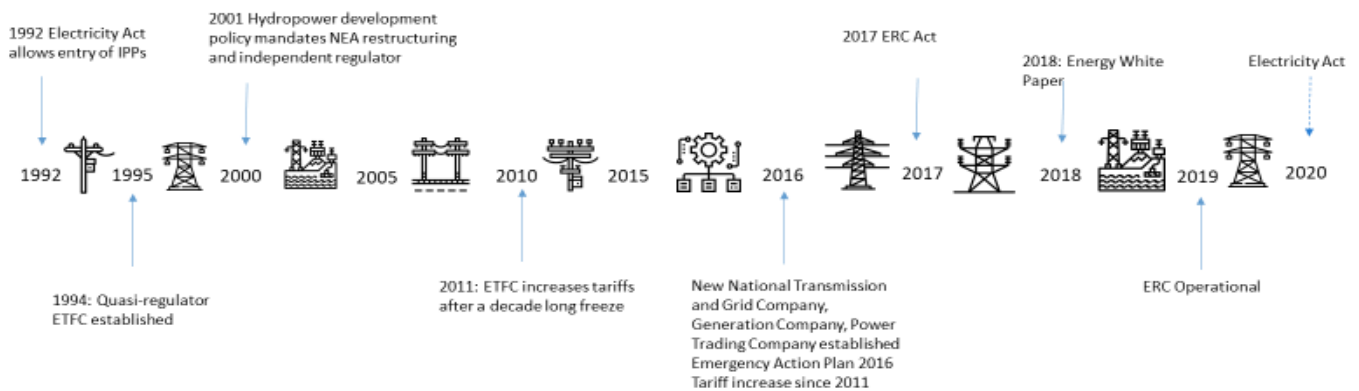 1992 Electricity Act
allows entry of IPPs
2001 Hydropower development
policy mandates NEA restructuring
and independent regulator
2017 ERC Act
2018: Energy White
Paper
Electricity Act
1992
1995
2000
2005
2010
2015
2016
2017
2018
2019
2020
1994: Quasi-regulator
ETFC established
2011: ETFC increases tariffs
after a decade long freeze
New National Transmission
and Grid Company,
Generation Company, Power
Trading Company established
Emergency Action Plan 2016
Tariff increase since 2011
ERC Operational